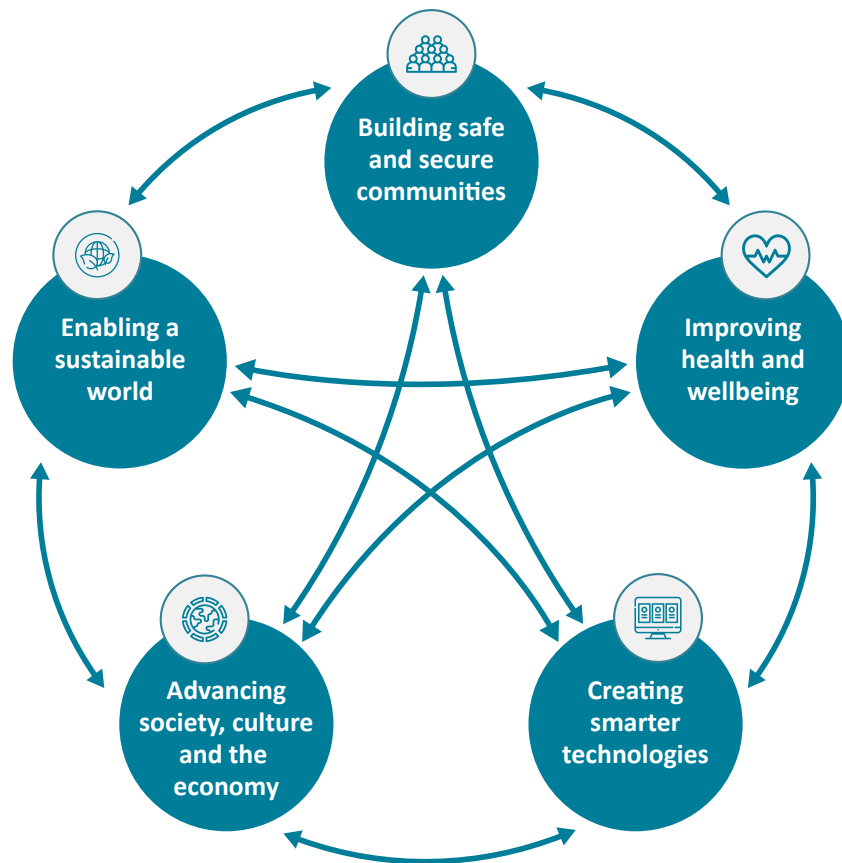 Building safe
and secure
communities
Enabling a
sustainable
world
Improving
health and
wellbeing
Advancing
society, culture
and the
economy
Creating
smarter
technologies